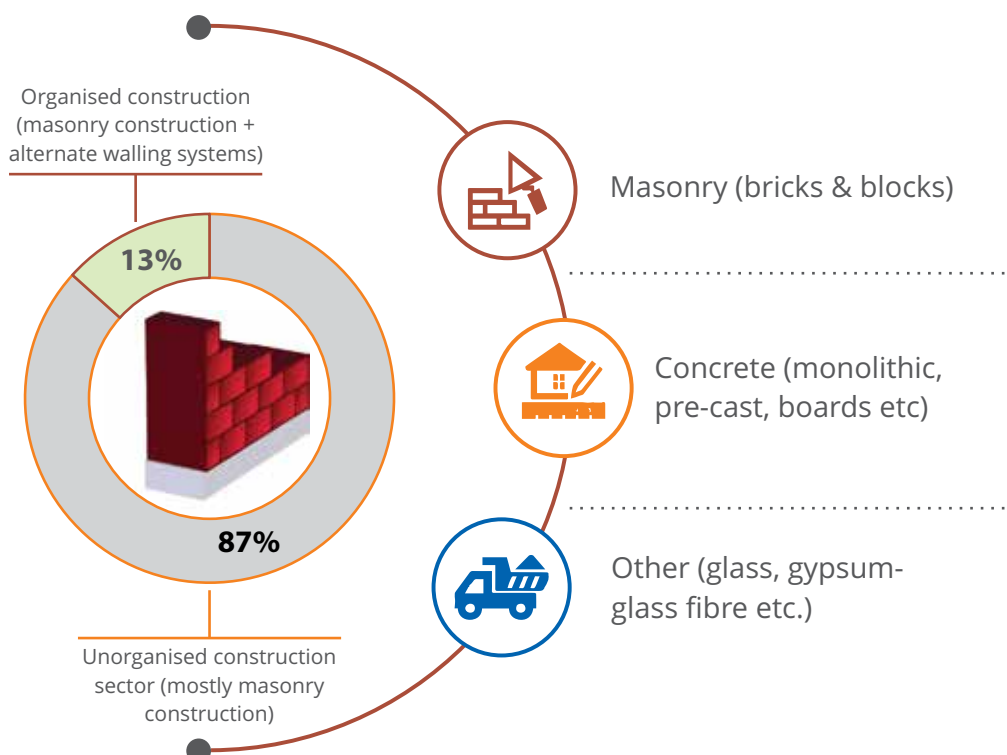 Organised construction
(masonry construction +
alternate walling systems)
13%
87%
Unorganised construction
sector (mostly masonry
construction)
Masonry (bricks & blocks)
Concrete (monolithic,
pre-cast, boards etc)
Other (glass, gypsum-
glass fibre etc.)